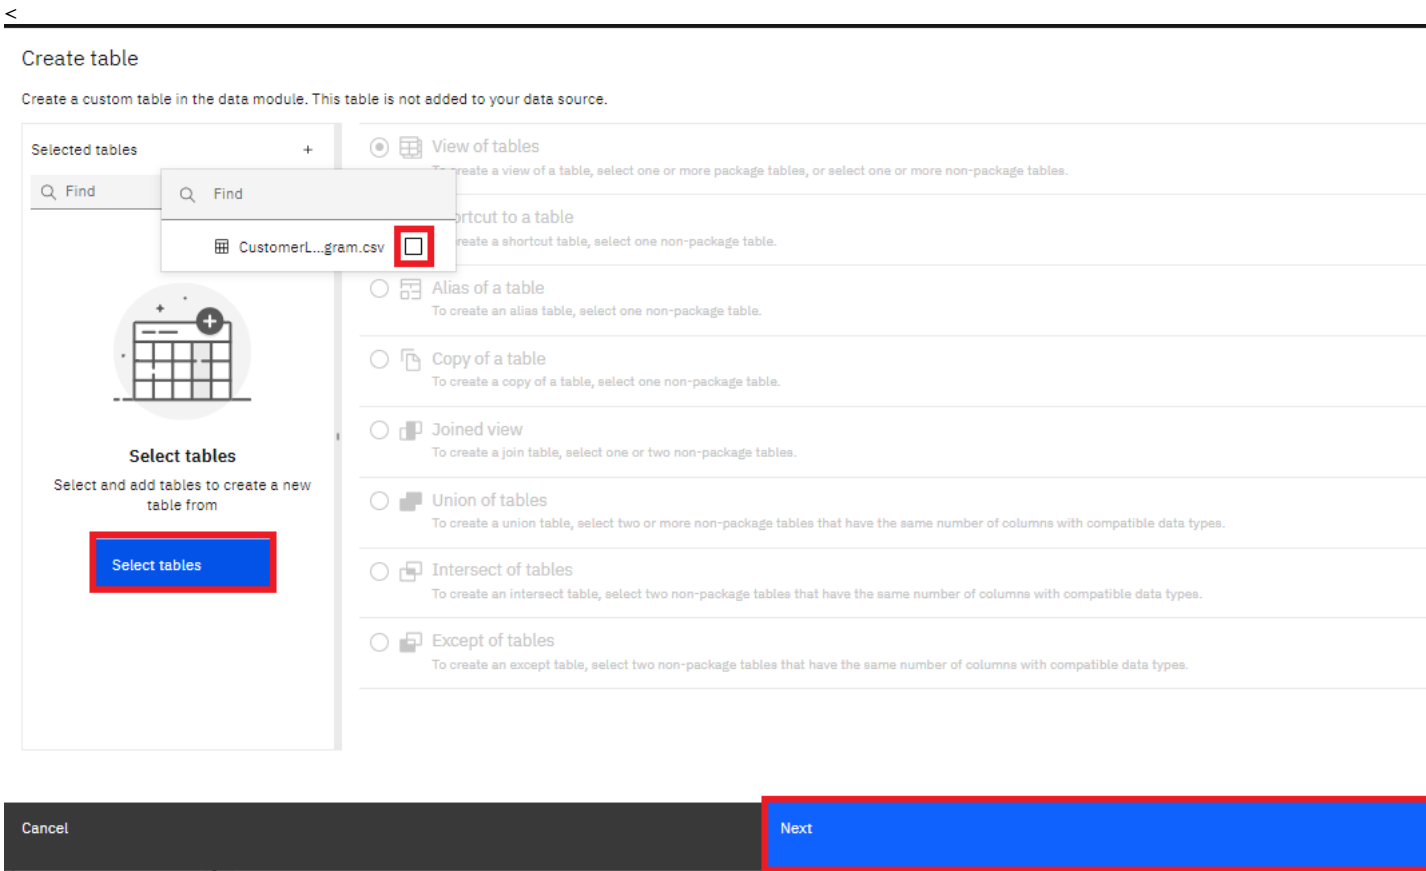 <
Create table
Create a custom table in the data module. This table is not added to your data source.
Selected tables +
Find
Find
CustomerL...gram.csv
Select tables
Select and add tables to create a new
table from
Select tables
View of tables
create a view of a table, select one or more package tables, or select one or more non-package tables.
ortcut to a table
reate a shortcut table, select one non-package table.
Alias of a table
To create an alias table, select one non-package table.
Copy of a table
To create a copy of a table, select one non-package table.
Joined view
To create a join table, select one or two non-package tables.
Union of tables
To create a union table, select two or more non-package tables that have the same number of columns with compatible data types.
Intersect of tables
To create an intersect table, select two non-package tables that have the same number of columns with compatible data types.
Except of tables
To create an except table, select two non-package tables that have the same number of columns with compatible data types.
Cancel
Next